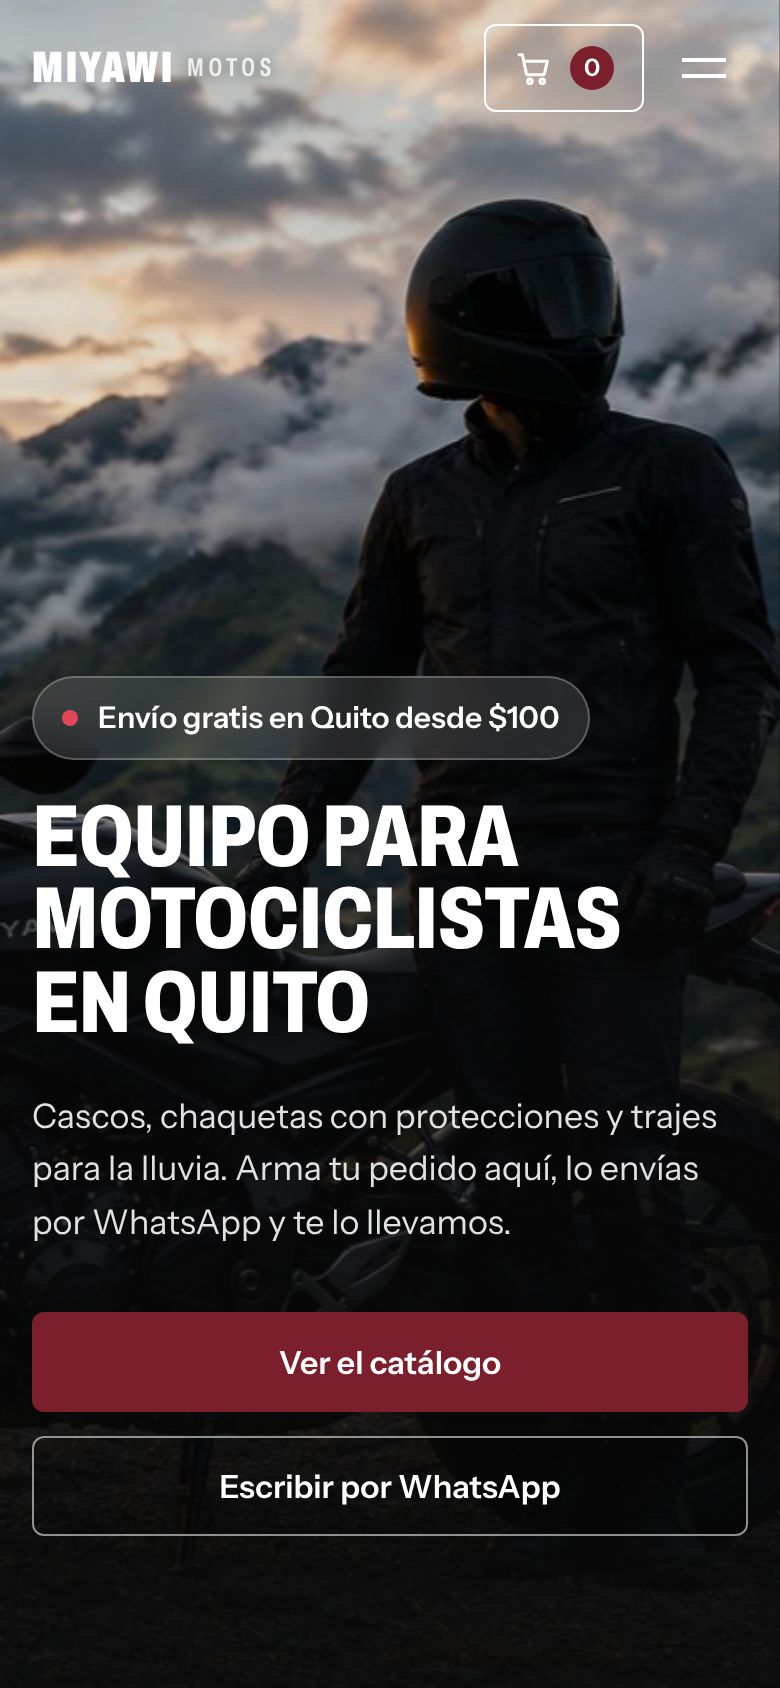 MIYAWI MOTOS
0
Envío gratis en Quito desde $100
EQUIPO PARA
MOTOCICLISTAS
EN QUITO
Cascos, chaquetas con protecciones y trajes
para la lluvia. Arma tu pedido aquí, lo envías
por WhatsApp y te lo llevamos.
Ver el catálogo
Escribir por WhatsApp